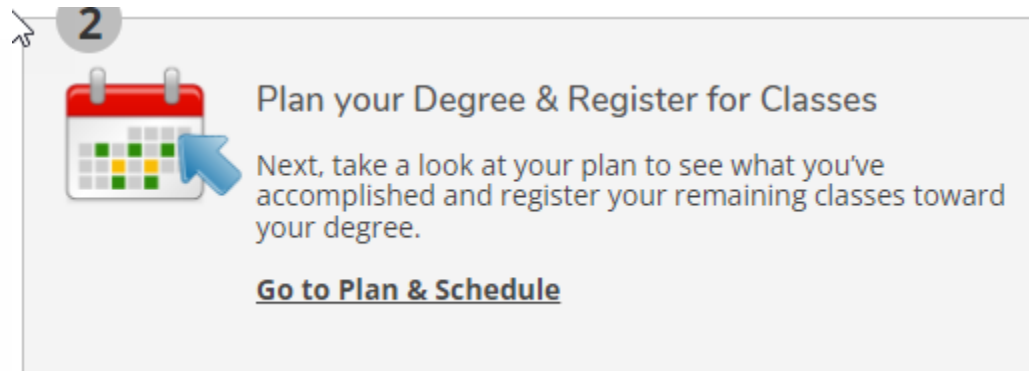 2
Plan your Degree & Register for Classes
Next, take a look at your plan to see what you’ve
accomplished and register your remaining classes toward
your degree.
Go to Plan & Schedule